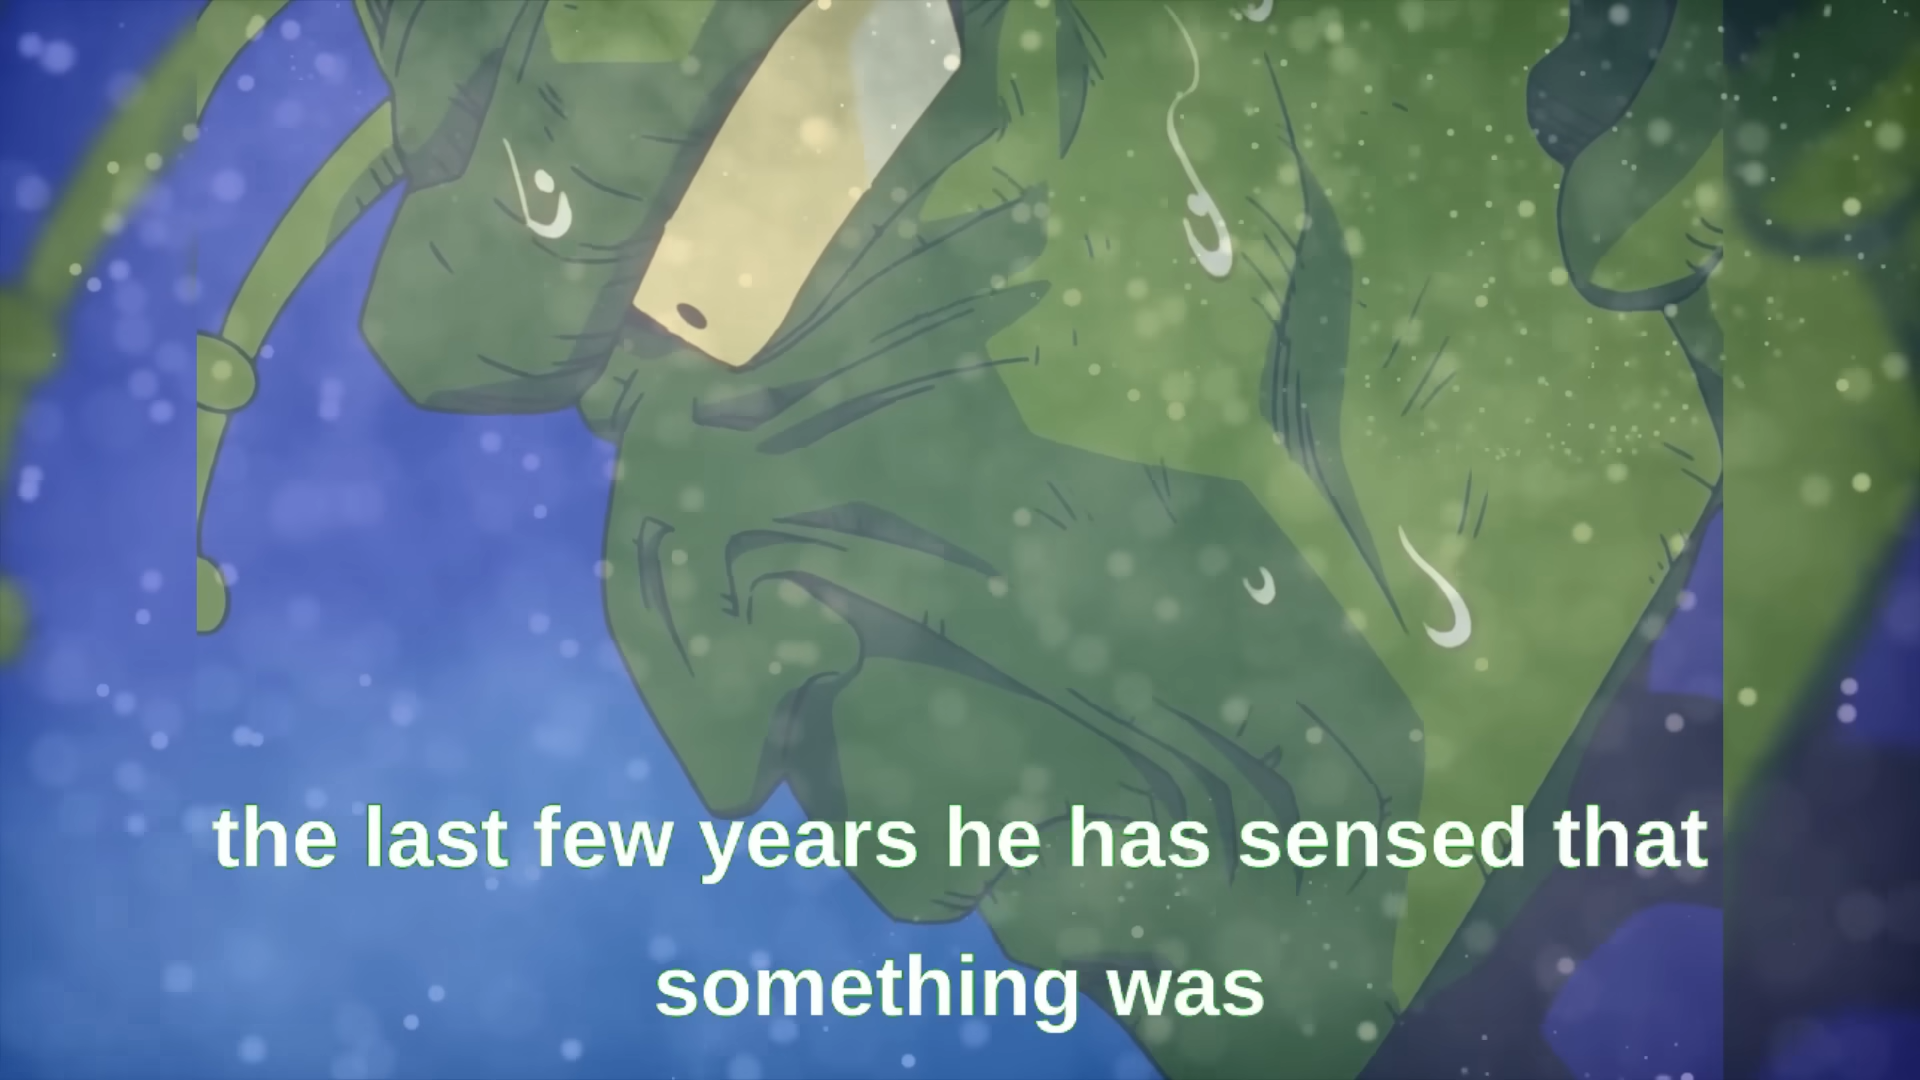 the last few years he has sensed that
something was